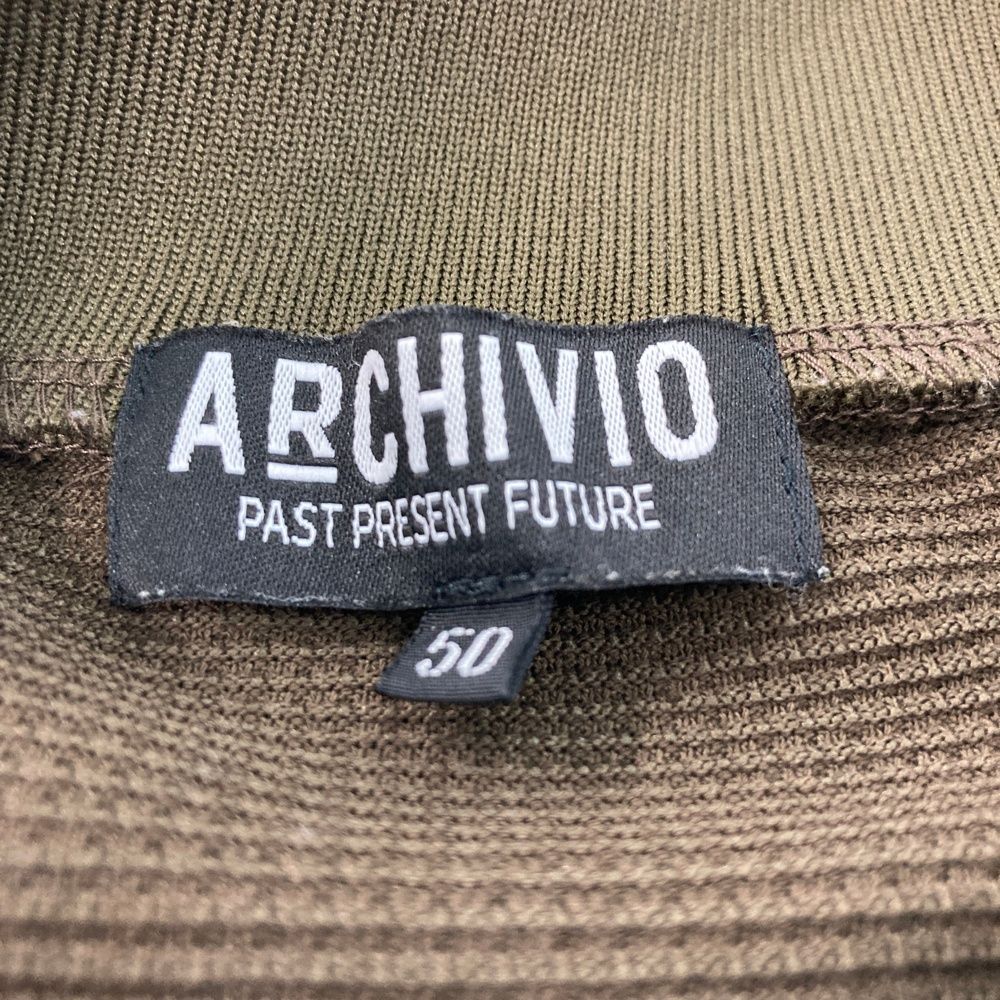 ARCHIVIO
PAST PRESENT FUTURE
50